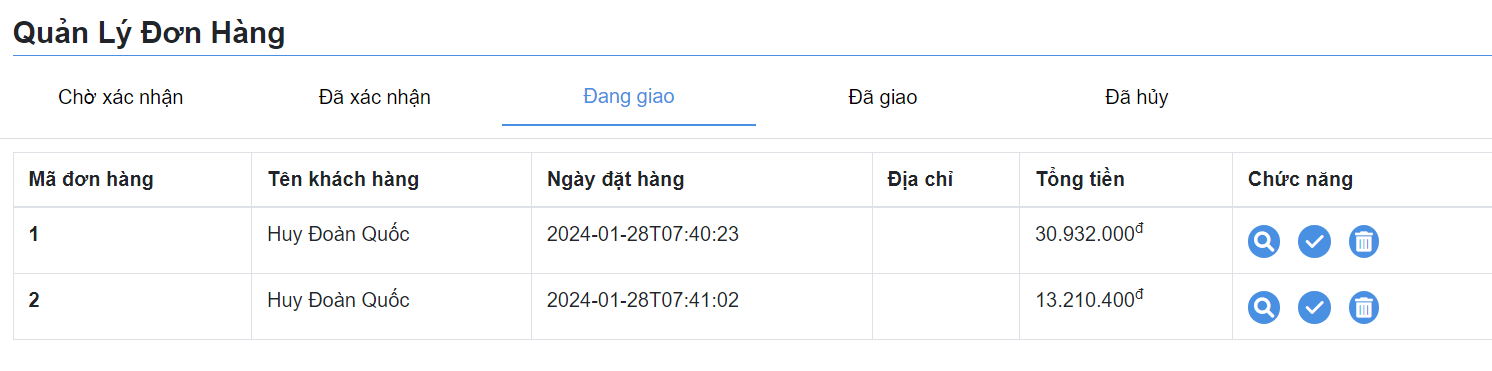 Quản Lý Đơn Hàng
Chờ xác nhận Đã xác nhận Đang giao Đã giao Đã hủy
Mã đơn hàng Tên khách hàng Ngày đặt hàng Địa chỉ Tổng tiền Chức năng
1 Huy Đoàn Quốc 2024-01-28T07:40:23 30.932.000đ
2 Huy Đoàn Quốc 2024-01-28T07:41:02 13.210.400đ